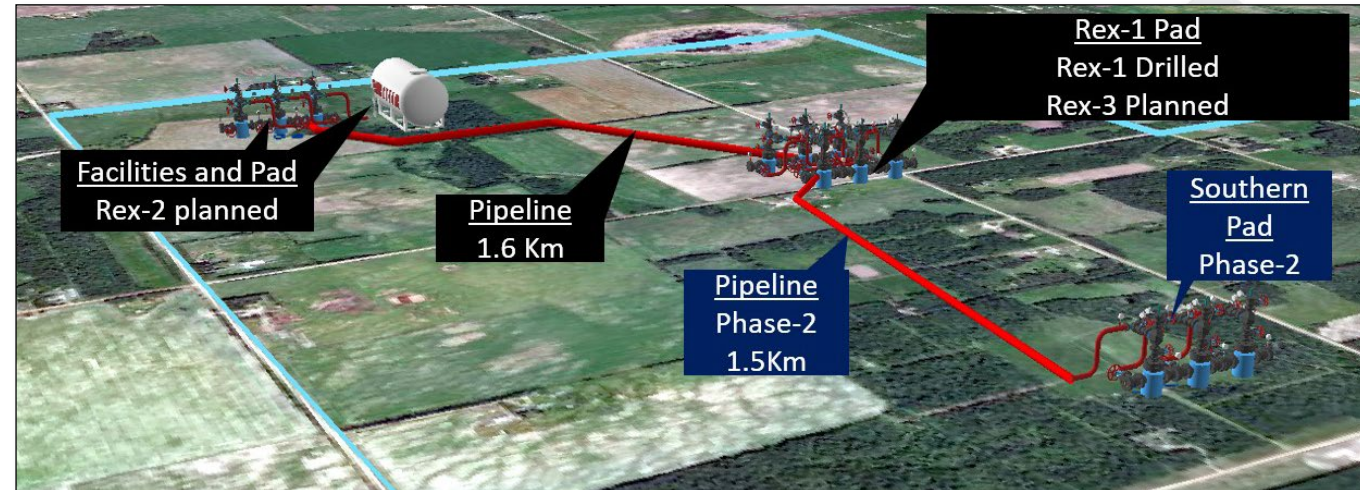 Rex-1 Pad
Rex-1 Drilled
Rex-3 Planned
Facilities and Pad
Rex-2 planned
Pipeline
1.6 Km
Southern
Pad
Phase-2
Pipeline
Phase-2
1.5Km